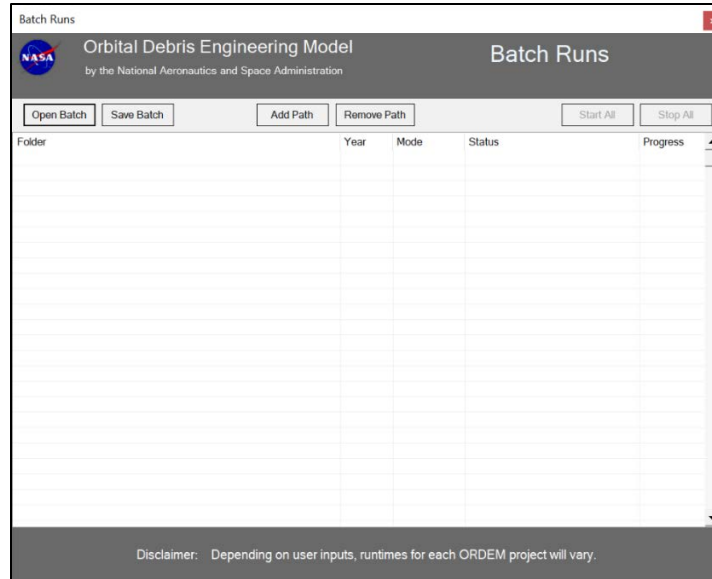 Batch Runs
NASA
Orbital Debris Engineering Model
by the National Aeronautics and Space Administration
Batch Runs
Open Batch Save Batch Add Path Remove Path Start All Stop All
Folder Year Mode Status Progress
Disclaimer: Depending on user inputs, runtimes for each ORDEM project will vary.